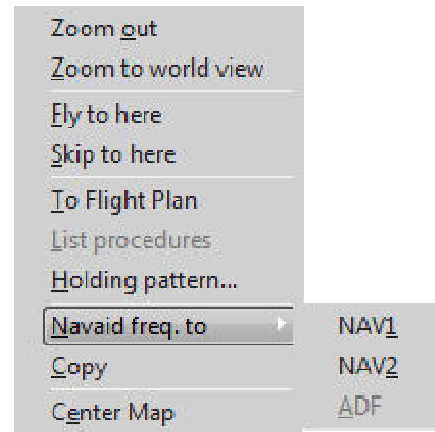 Zoom out
Zoom to world view
Fly to here
Skip to here
To Flight Plan
List procedures
Holding pattern...
Navaid freq. to
NAV1
Copy
NAV2
Center Map
ADF